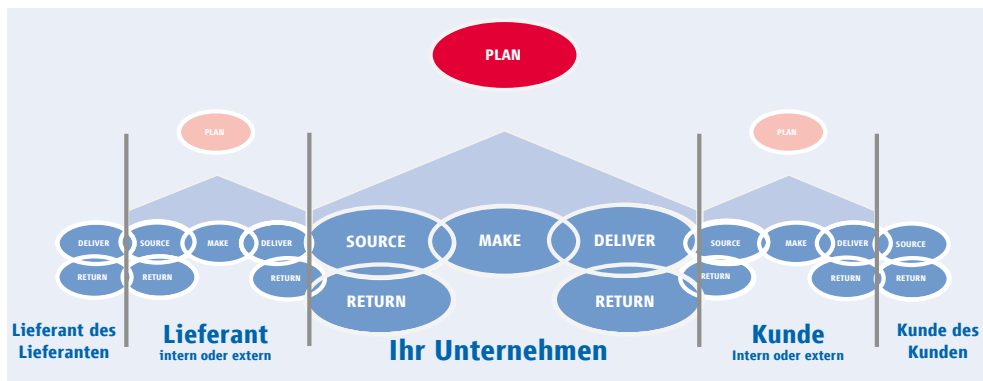 PLAN
PLAN
PLAN
DELIVER
SOURCE
MAKE
DELIVER
SOURCE
MAKE
DELIVER
SOURCE
MAKE
DELIVER
SOURCE
RETURN
RETURN
RETURN
RETURN
RETURN
RETURN
RETURN
RETURN
Lieferant des
Lieferanten
Lieferant
intern oder extern
Ihr Unternehmen
Kunde
Intern oder extern
Kunde des
Kunden